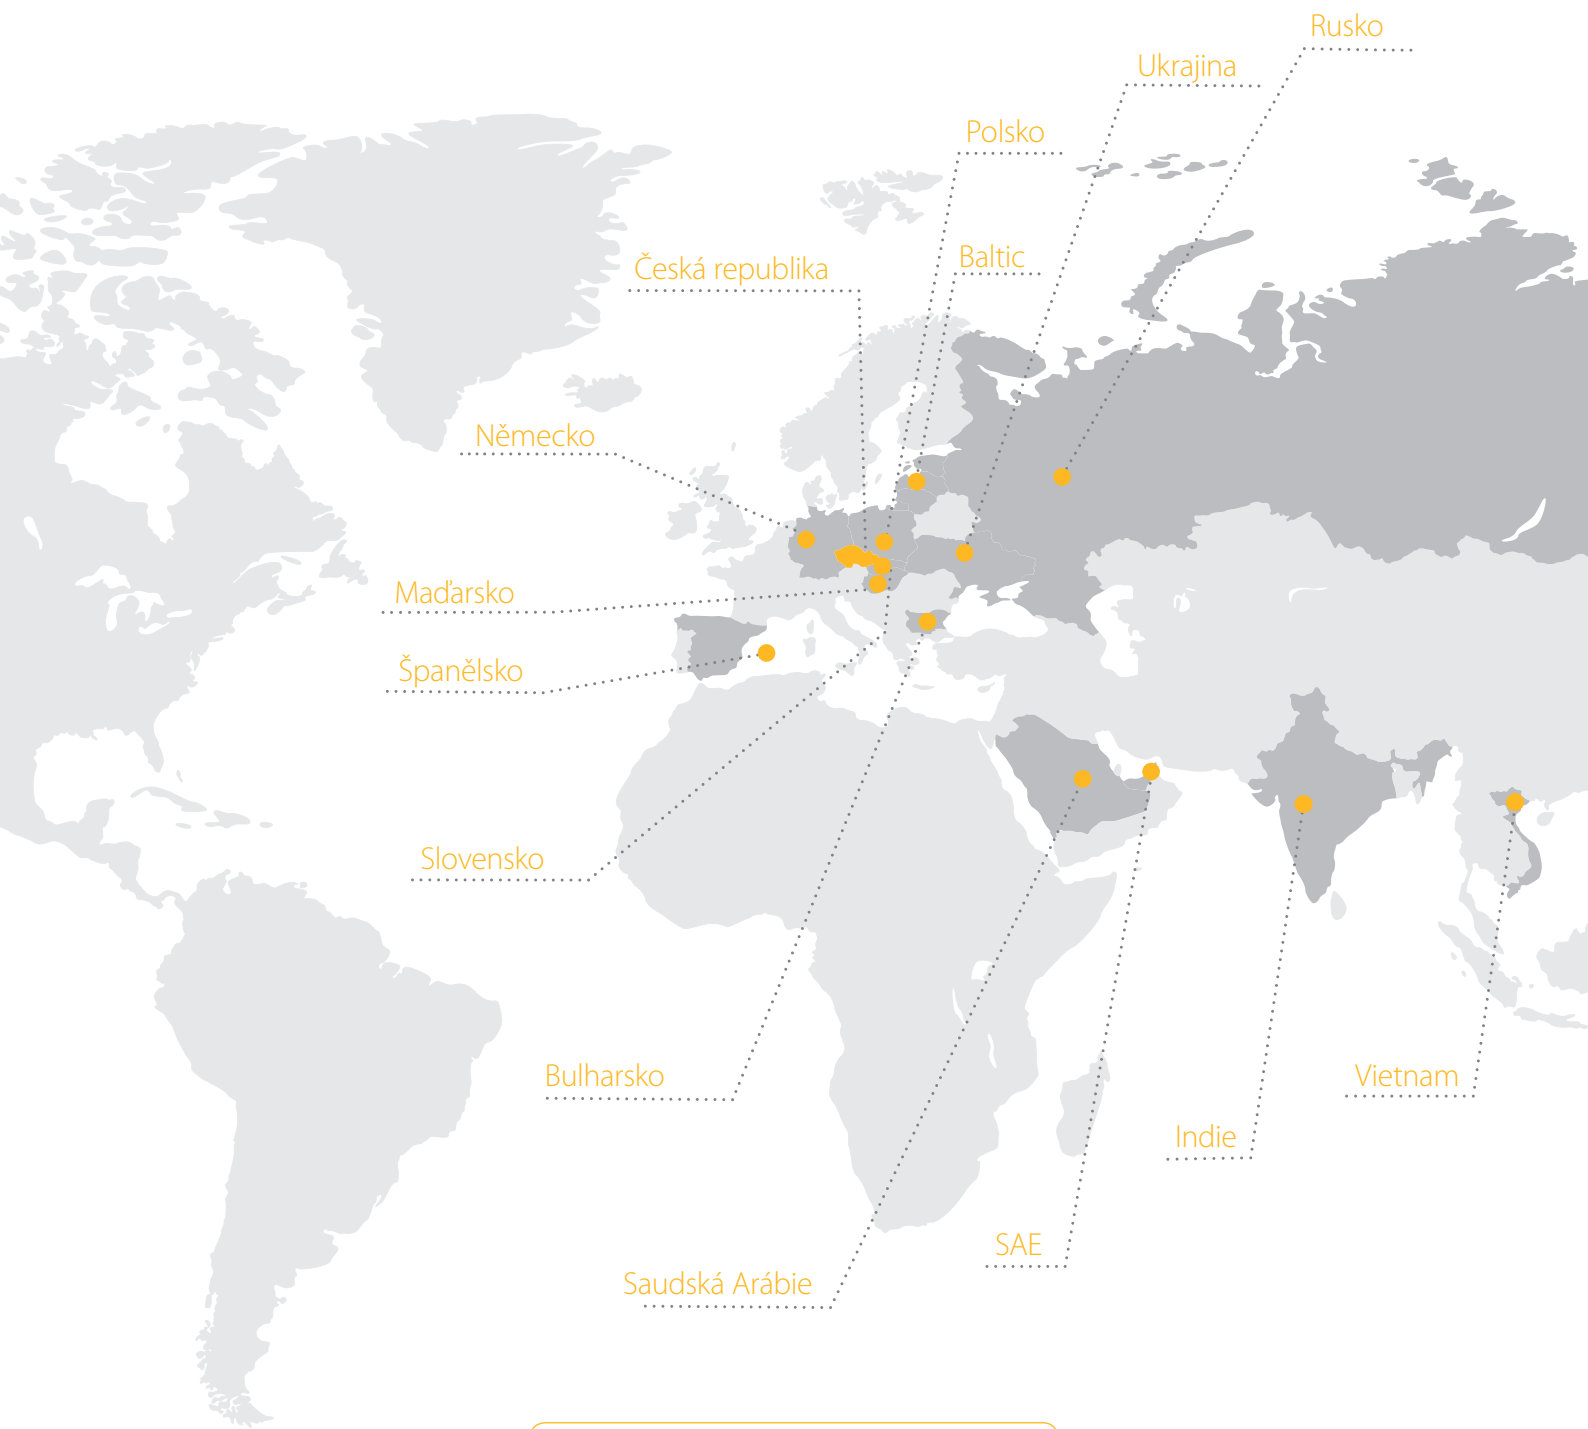 Rusko
Ukrajina
Polsko
Baltic
Česká republika
Německo
Maďarsko
Španělsko
Slovensko
Bulharsko
Vietnam
Indie
SAE
Saudská Arábie